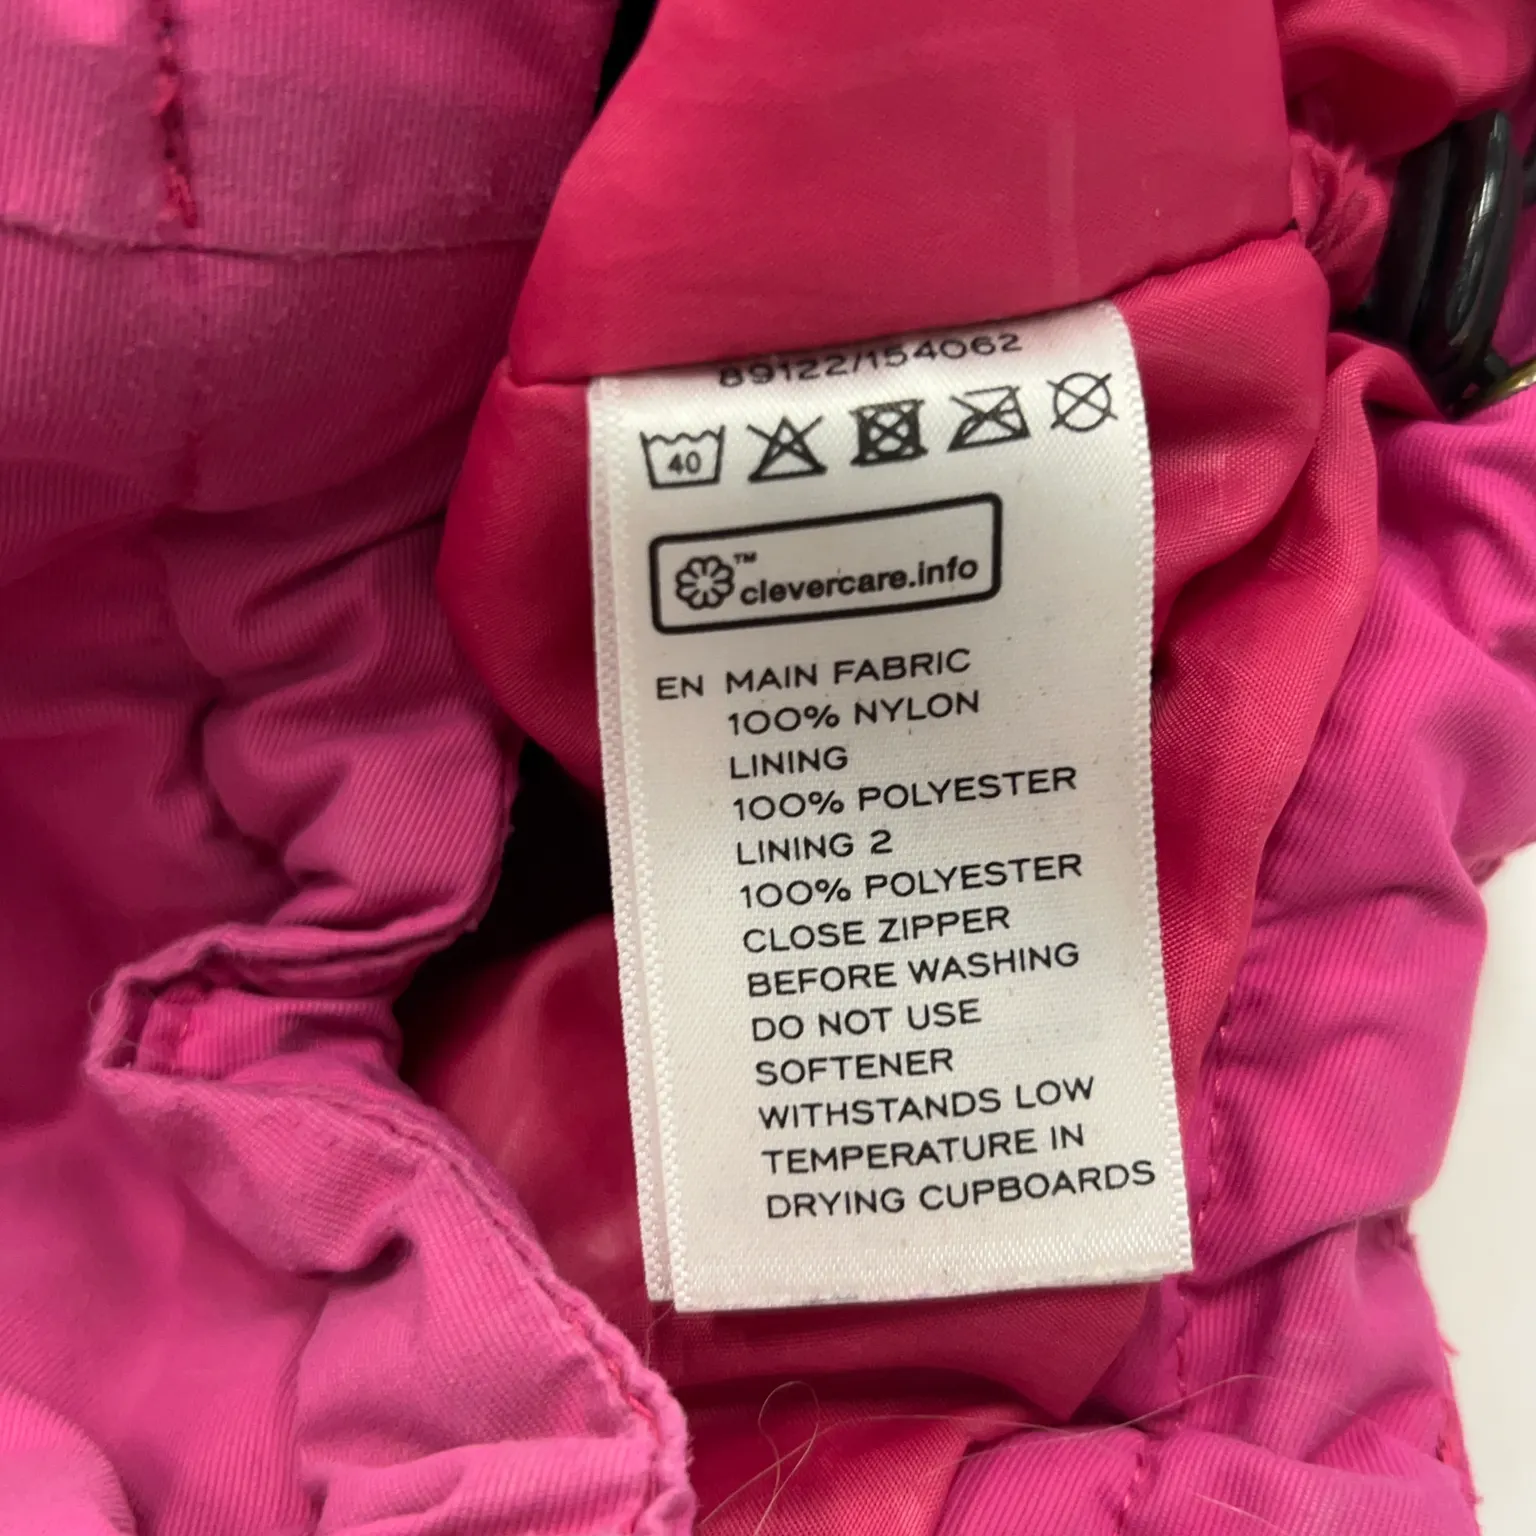 89122/154062
40
™ clevercare.info
EN MAIN FABRIC
100% NYLON
LINING
100% POLYESTER
LINING 2
100% POLYESTER
CLOSE ZIPPER
BEFORE WASHING
DO NOT USE
SOFTENER
WITHSTANDS LOW
TEMPERATURE IN
DRYING CUPBOARDS